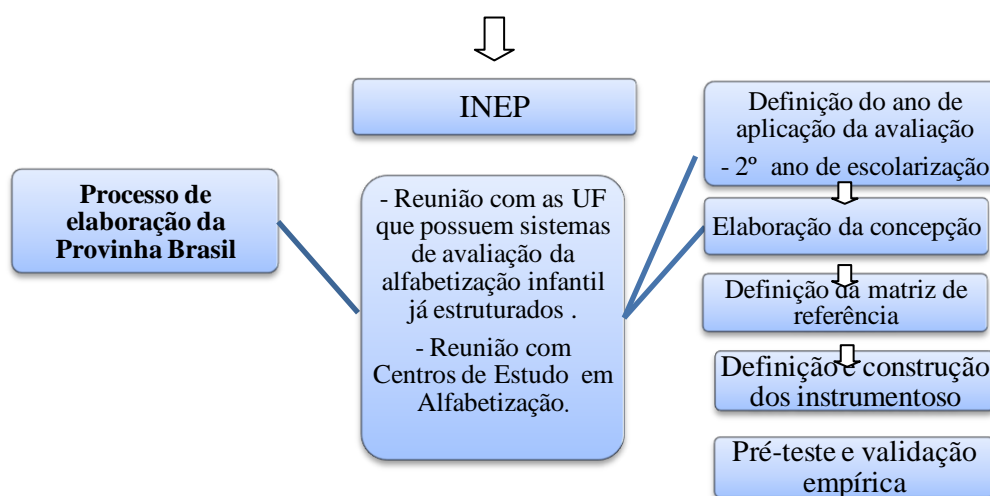 INEP
Processo de
elaboração da
Provinha Brasil
- Reunião com as UF
que possuem sistemas
de avaliação da
alfabetização infantil
já estruturados .
- Reunião com
Centros de Estudo em
Alfabetização.
Definição do ano de
aplicação da avaliação
- 2º ano de escolarização
Elaboração da concepção
Definição da matriz de
referência
Definição e construção
dos instrumentoso
Pré-teste e validação
empírica